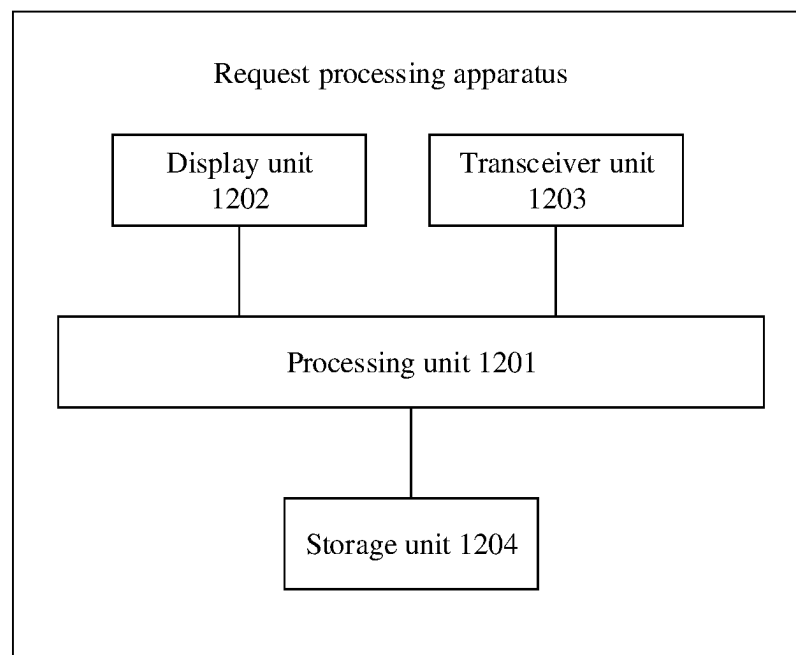 Request processing apparatus
Display unit
1202
Transceiver unit
1203
Processing unit 1201
Storage unit 1204